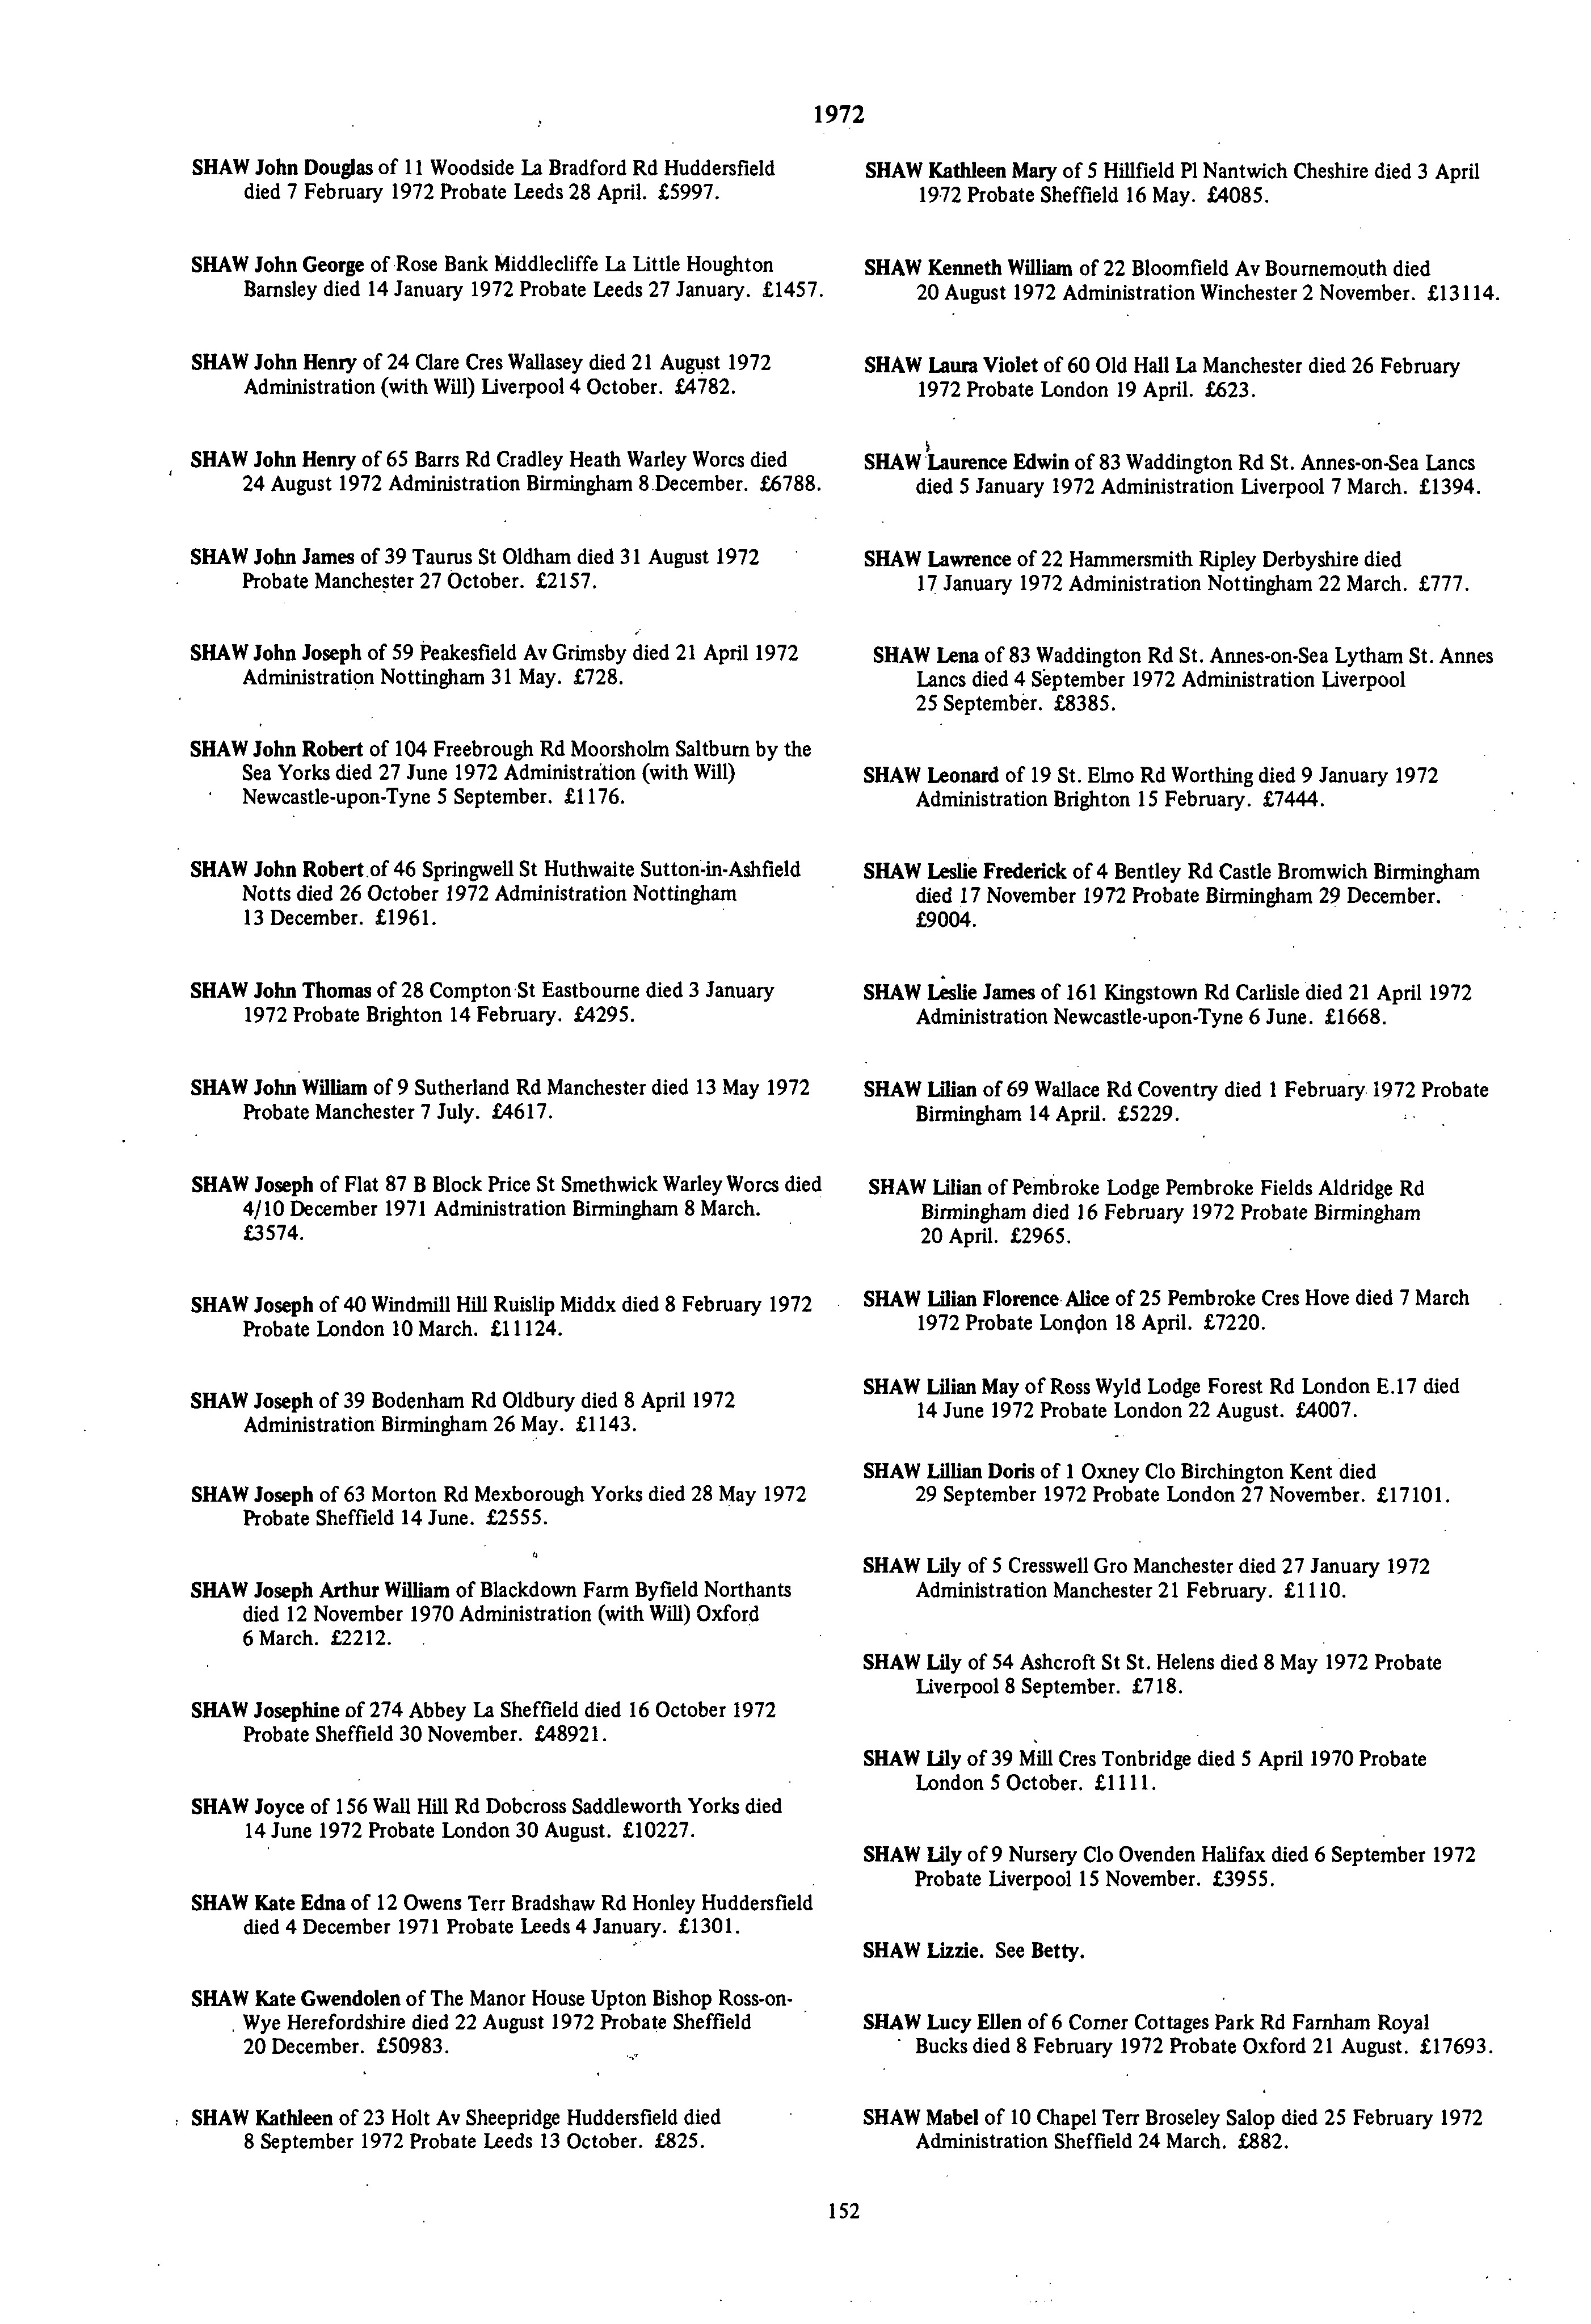 1972
SHAW John Douglas of 11 Woodside La Bradford Rd Huddersfield
died 7 February 1972 Probate Leeds 28 April. £5997.
SHAW John George of Rose Bank Middlecliffe La Little Houghton
Barnsley died 14 January 1972 Probate Leeds 27 January. £1457.
SHAW John Henry of 24 Clare Cres Wallasey died 21 August 1972
Administration (with Will) Liverpool 4 October. £4782.
SHAW John Henry of 65 Barrs Rd Cradley Heath Warley Worcs died
24 August 1972 Administration Birmingham 8 December. £6788.
SHAW John James of 39 Taurus St Oldham died 31 August 1972
Probate Manchester 27 October. £2157.
SHAW John Joseph of 59 Peakesfield Av Grimsby died 21 April 1972
Administration Nottingham 31 May. £728.
SHAW John Robert of 104 Freebrough Rd Moorsholm Saltburn by the
Sea Yorks died 27 June 1972 Administration (with Will)
Newcastle-upon-Tyne 5 September. £1176.
SHAW John Robert of 46 Springwell St Huthwaite Sutton-in-Ashfield
Notts died 26 October 1972 Administration Nottingham
13 December. £1961.
SHAW John Thomas of 28 Compton St Eastbourne died 3 January
1972 Probate Brighton 14 February. £4295.
SHAW John William of 9 Sutherland Rd Manchester died 13 May 1972
Probate Manchester 7 July. £4617.
SHAW Joseph of Flat 87 B Block Price St Smethwick Warley Worcs died
4/10 December 1971 Administration Birmingham 8 March.
£3574.
SHAW Joseph of 40 Windmill Hill Ruislip Middx died 8 February 1972
Probate London 10 March. £11124.
SHAW Joseph of 39 Bodenham Rd Oldbury died 8 April 1972
Administration Birmingham 26 May. £1143.
SHAW Joseph of 63 Morton Rd Mexborough Yorks died 28 May 1972
Probate Sheffield 14 June. £2555.
SHAW Joseph Arthur William of Blackdown Farm Byfield Northants
died 12 November 1970 Administration (with Will) Oxford
6 March. £2212.
SHAW Josephine of 274 Abbey La Sheffield died 16 October 1972
Probate Sheffield 30 November. £48921.
SHAW Joyce of 156 Wall Hill Rd Dobcross Saddleworth Yorks died
14 June 1972 Probate London 30 August. £10227.
SHAW Kate Edna of 12 Owens Terr Bradshaw Rd Honley Huddersfield
died 4 December 1971 Probate Leeds 4 January. £1301.
SHAW Kate Gwendolen of The Manor House Upton Bishop Ross-on-
Wye Herefordshire died 22 August 1972 Probate Sheffield
20 December. £50983.
SHAW Kathleen of 23 Holt Av Sheepridge Huddersfield died
8 September 1972 Probate Leeds 13 October. £825.
SHAW Kathleen Mary of 5 Hillfield Pl Nantwich Cheshire died 3 April
1972 Probate Sheffield 16 May. £4085.
SHAW Kenneth William of 22 Bloomfield Av Bournemouth died
20 August 1972 Administration Winchester 2 November. £13114.
SHAW Laura Violet of 60 Old Hall La Manchester died 26 February
1972 Probate London 19 April. £623.
SHAW Laurence Edwin of 83 Waddington Rd St. Annes-on-Sea Lancs
died 5 January 1972 Administration Liverpool 7 March. £1394.
SHAW Lawrence of 22 Hammersmith Ripley Derbyshire died
17 January 1972 Administration Nottingham 22 March. £777.
SHAW Lena of 83 Waddington Rd St. Annes-on-Sea Lytham St. Annes
Lancs died 4 September 1972 Administration Liverpool
25 September. £8385.
SHAW Leonard of 19 St. Elmo Rd Worthing died 9 January 1972
Administration Brighton 15 February. £7444.
SHAW Leslie Frederick of 4 Bentley Rd Castle Bromwich Birmingham
died 17 November 1972 Probate Birmingham 29 December.
£9004.
SHAW Leslie James of 161 Kingstown Rd Carlisle died 21 April 1972
Administration Newcastle-upon-Tyne 6 June. £1668.
SHAW Lilian of 69 Wallace Rd Coventry died 1 February 1972 Probate
Birmingham 14 April. £5229.
SHAW Lilian of Pembroke Lodge Pembroke Fields Aldridge Rd
Birmingham died 16 February 1972 Probate Birmingham
20 April. £2965.
SHAW Lilian Florence Alice of 25 Pembroke Cres Hove died 7 March
1972 Probate London 18 April. £7220.
SHAW Lilian May of Ross Wyld Lodge Forest Rd London E.17 died
14 June 1972 Probate London 22 August. £4007.
SHAW Lillian Doris of 1 Oxney Clo Birchington Kent died
29 September 1972 Probate London 27 November. £17101.
SHAW Lily of 5 Cresswell Gro Manchester died 27 January 1972
Administration Manchester 21 February. £1110.
SHAW Lily of 54 Ashcroft St St. Helens died 8 May 1972 Probate
Liverpool 8 September. £718.
SHAW Lily of 39 Mill Cres Tonbridge died 5 April 1970 Probate
London 5 October. £1111.
SHAW Lily of 9 Nursery Clo Ovenden Halifax died 6 September 1972
Probate Liverpool 15 November. £3955.
SHAW Lizzie. See Betty.
SHAW Lucy Ellen of 6 Corner Cottages Park Rd Farnham Royal
Bucks died 8 February 1972 Probate Oxford 21 August. £17693.
SHAW Mabel of 10 Chapel Terr Broseley Salop died 25 February 1972
Administration Sheffield 24 March. £882.
152